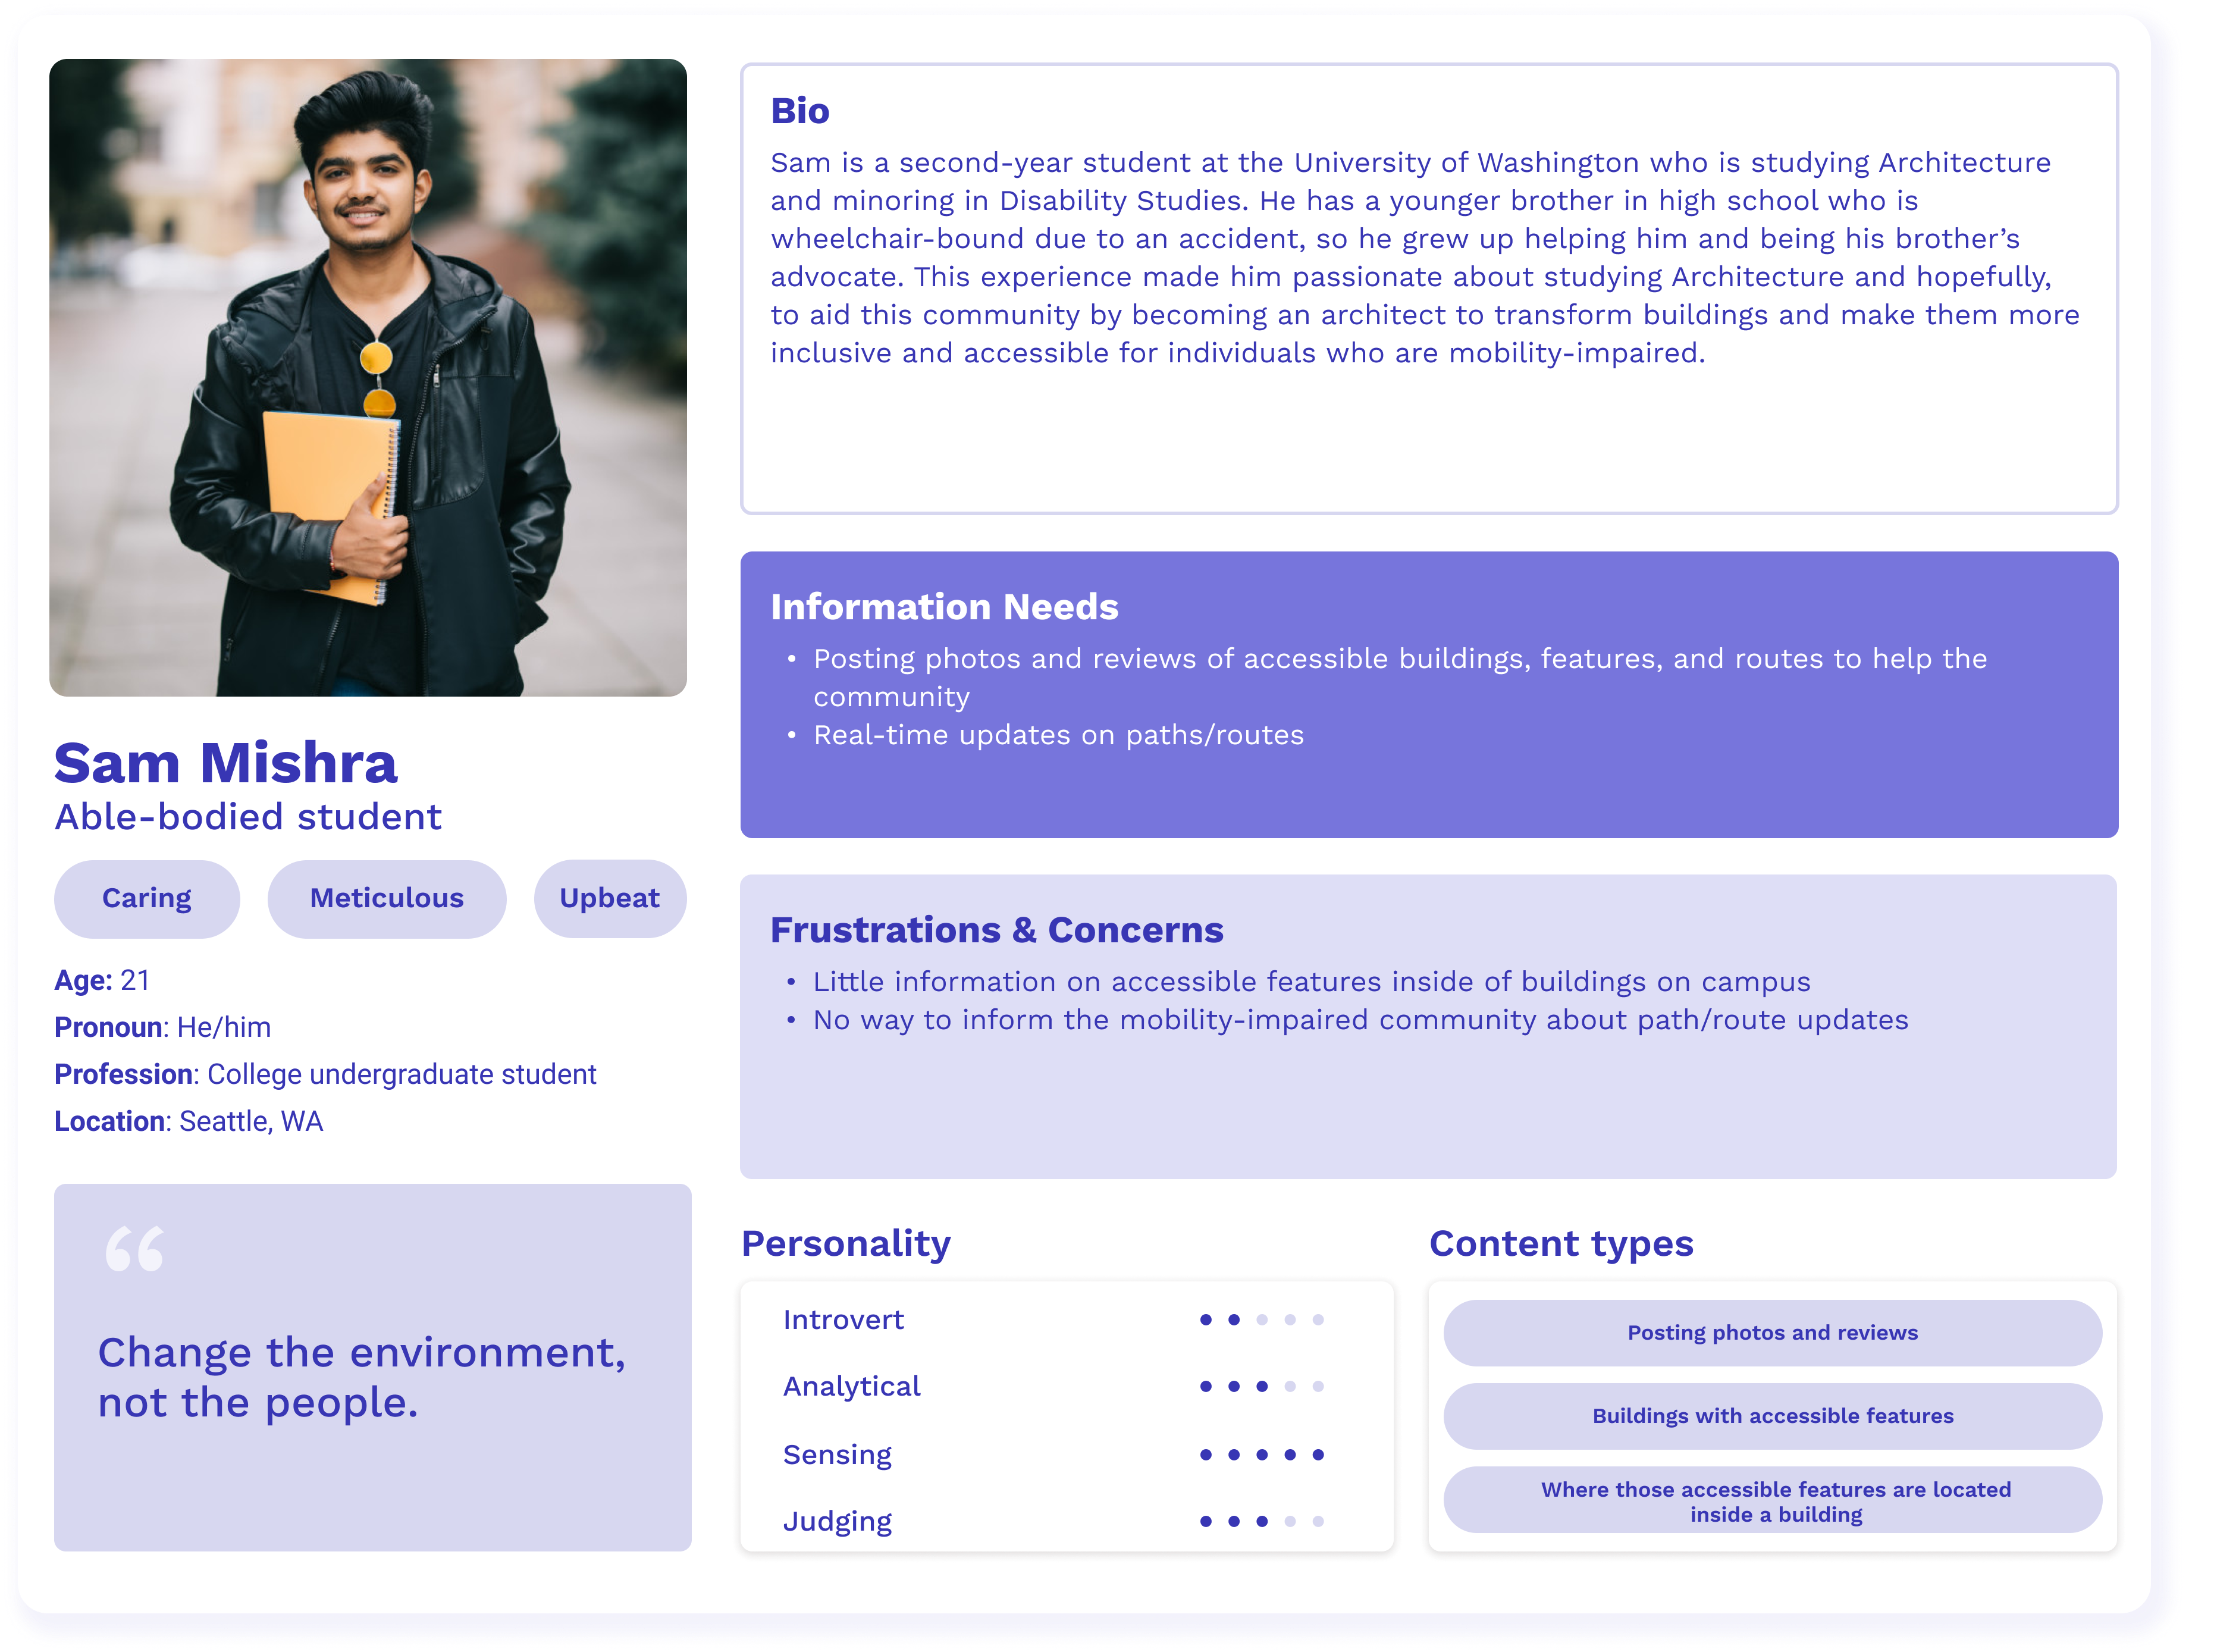 Sam Mishra
Able-bodied student
Caring
Meticulous
Upbeat
Age: 21
Pronoun: He/him
Profession: College undergraduate student
Location: Seattle, WA
“
Change the environment,
not the people.
Bio
Sam is a second-year student at the University of Washington who is studying Architecture
and minoring in Disability Studies. He has a younger brother in high school who is
wheelchair-bound due to an accident, so he grew up helping him and being his brother’s
advocate. This experience made him passionate about studying Architecture and hopefully,
to aid this community by becoming an architect to transform buildings and make them more
inclusive and accessible for individuals who are mobility-impaired.
Information Needs
• Posting photos and reviews of accessible buildings, features, and routes to help the
community
• Real-time updates on paths/routes
Frustrations & Concerns
• Little information on accessible features inside of buildings on campus
• No way to inform the mobility-impaired community about path/route updates
Personality
Introvert
Analytical
Sensing
Judging
Content types
Posting photos and reviews
Buildings with accessible features
Where those accessible features are located
inside a building